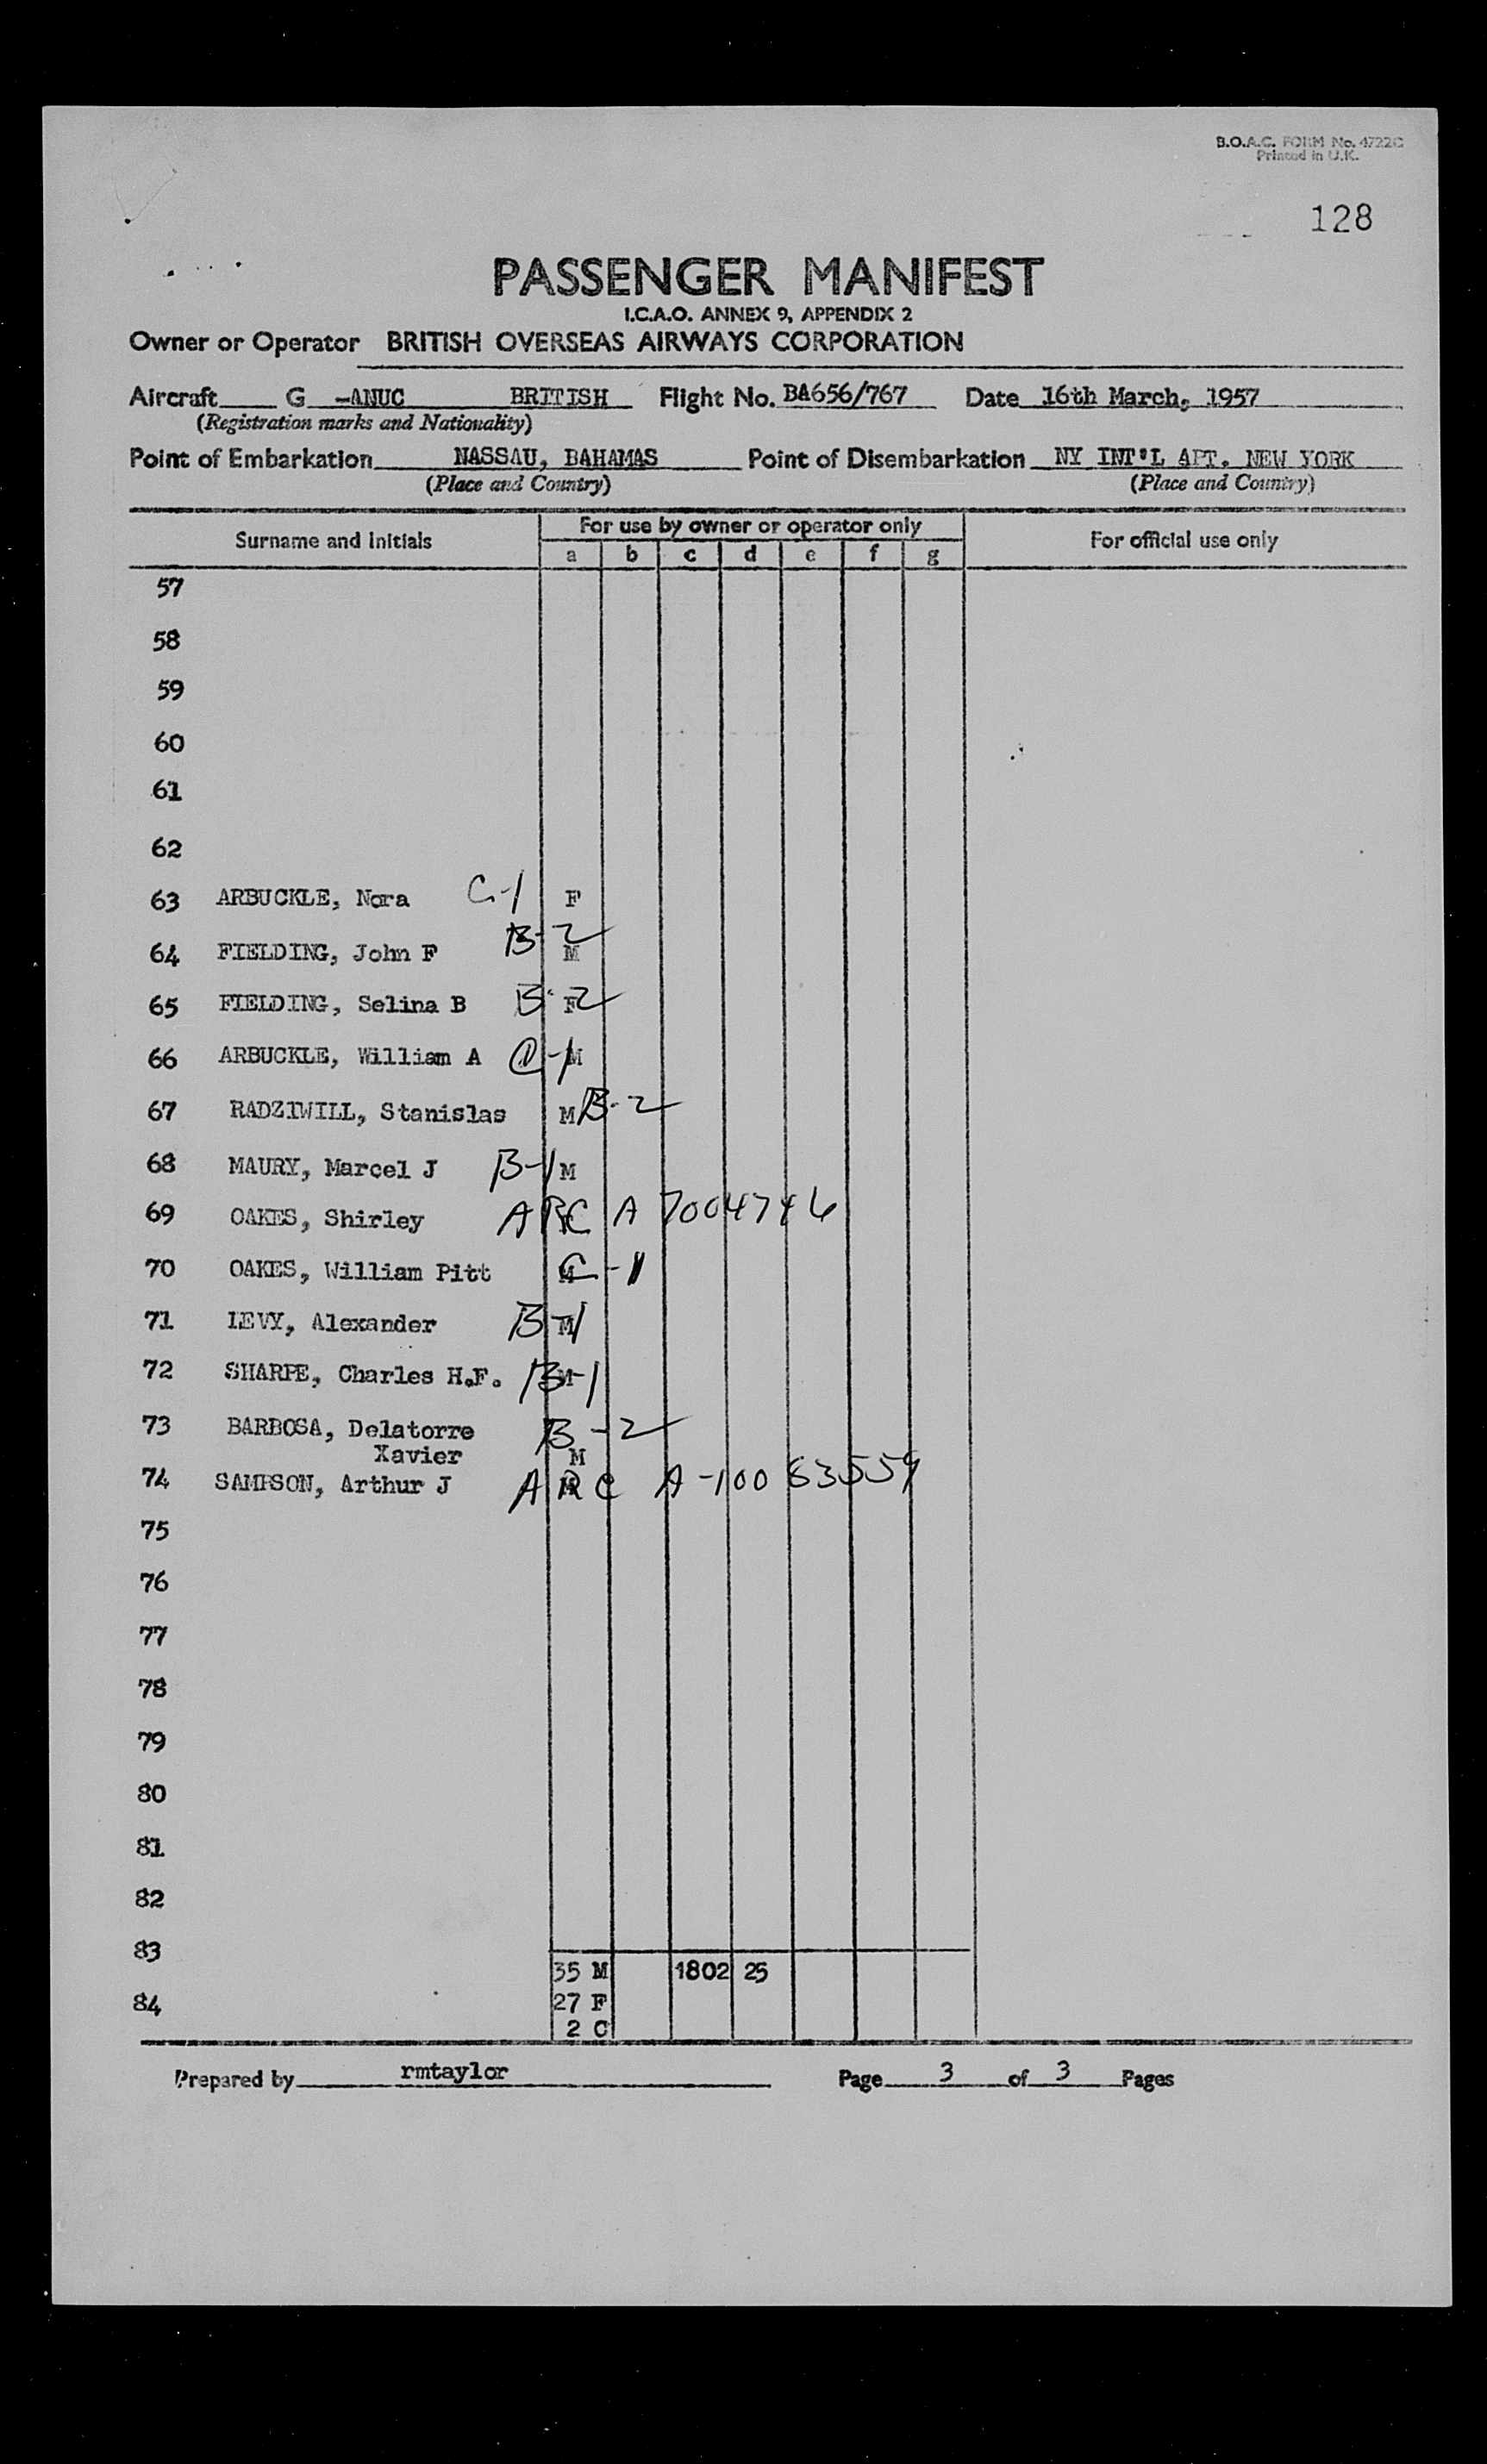 B.O.A.C. FORM No. 4722C
Printed in U.K.
128
PASSENGER MANIFEST
I.C.A.O. ANNEX 9, APPENDIX 2
Owner or Operator BRITISH OVERSEAS AIRWAYS CORPORATION
Aircraft G -ANUC BRITISH Flight No. BA656/767 Date 16th March, 1957
(Registration marks and Nationality)
Point of Embarkation NASSAU, BAHAMAS Point of Disembarkation NY INT'L APT. NEW YORK
(Place and Country) (Place and Country)
Surname and Initials For use by owner or operator only For official use only
a b c d e f g
57
58
59
60
61
62
63 ARBUCKLE, Nora C-1 F
64 FIELDING, John F B-2 M
65 FIELDING, Selina B B-2 F
66 ARBUCKLE, William A C-1 M
67 RADZIWILL, Stanislas M B-2
68 MAURY, Marcel J B-1 M
69 OAKES, Shirley ARC A
70 OAKES, William Pitt M C-1
71 LEVY, Alexander B-1 M
72 SHARPE, Charles H.F. B-1 M
73 BARBOSA, Delatorre B-2
Xavier M
74 SAMPSON, Arthur J ARC
75
76
77
78
79
80
81
82
83
35 M 1802 25
84 27 F
2 C
Prepared by rmtaylor Page 3 of 3 Pages